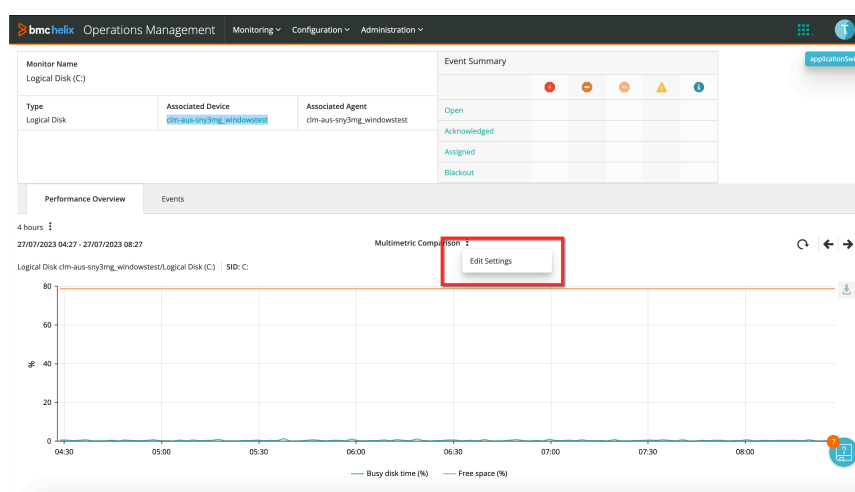 bmc helix Operations Management Monitoring Configuration Administration
T
applicationSwi
Monitor Name
Logical Disk (C:)
Event Summary
Type Associated Device Associated Agent
Logical Disk clm-aus-sny3mg_windowstest clm-aus-sny3mg_windowstest
Open
Acknowledged
Assigned
Blackout
Performance Overview Events
4 hours
27/07/2023 04:27 - 27/07/2023 08:27
Multimetric Comparison
Edit Settings
Logical Disk clm-aus-sny3mg_windowstest/Logical Disk (C:) SID: C:
80
60
%
40
20
0
04:30 05:00 05:30 06:00 06:30 07:00 07:30 08:00
7
?
Busy disk time (%) Free space (%)